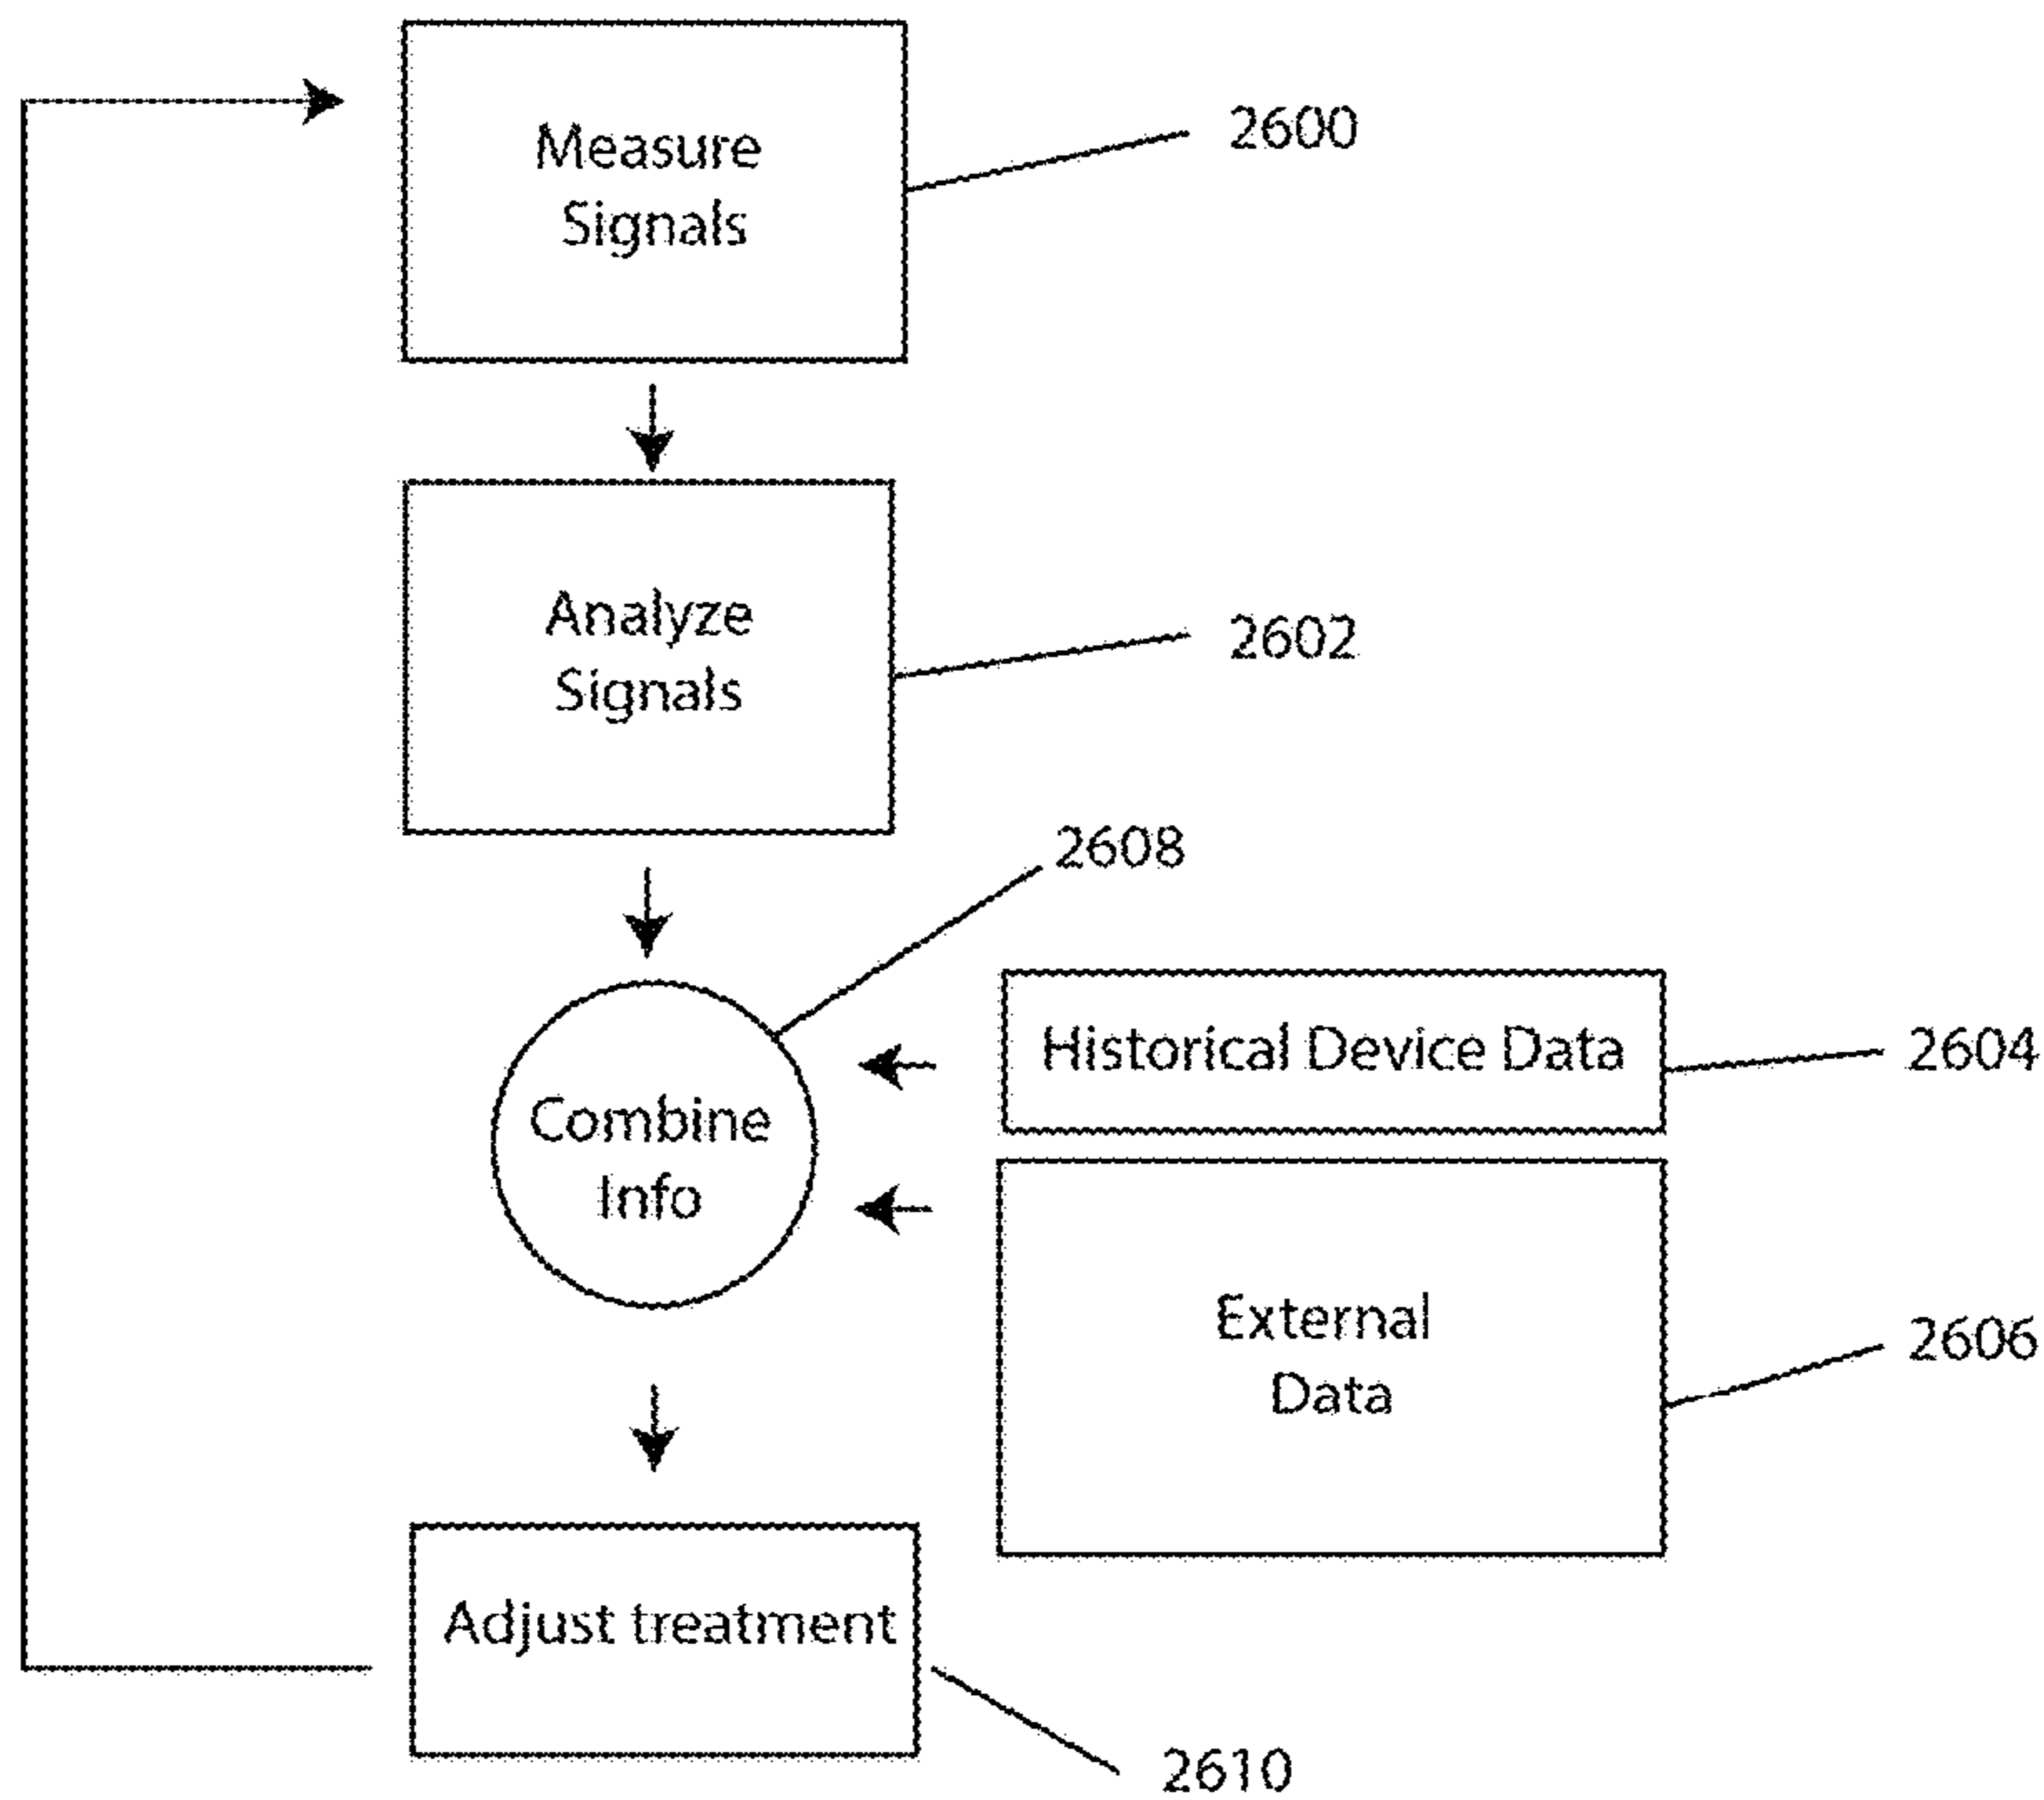 Measure
Signals
2600
Analyze
Signals
2602
2608
Combine
Info
Historical Device Data
2604
External
Data
2606
Adjust treatment
2610